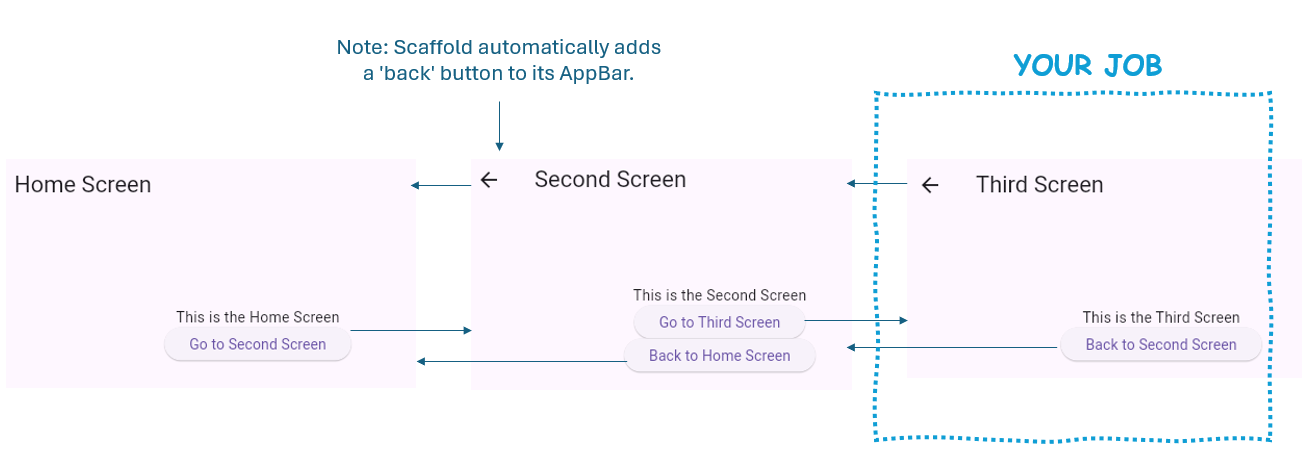 Note: Scaffold automatically adds
a 'back' button to its AppBar.
YOUR JOB
Home Screen
This is the Home Screen
Go to Second Screen
Second Screen
This is the Second Screen
Go to Third Screen
Back to Home Screen
Third Screen
This is the Third Screen
Back to Second Screen